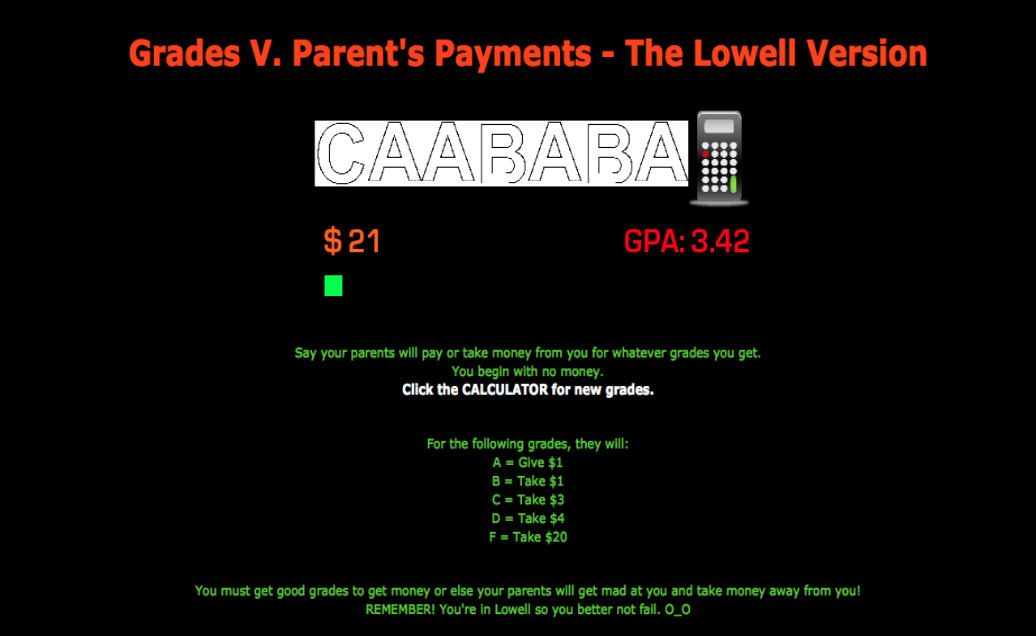 Grades V. Parent's Payments - The Lowell Version
CAABABA
$ 21
GPA: 3.42
Say your parents will pay or take money from you for whatever grades you get.
You begin with no money.
Click the CALCULATOR for new grades.
For the following grades, they will:
A = Give $1
B = Take $1
C = Take $3
D = Take $4
F = Take $20
You must get good grades to get money or else your parents will get mad at you and take money away from you!
REMEMBER! You're in Lowell so you better not fail. O_O